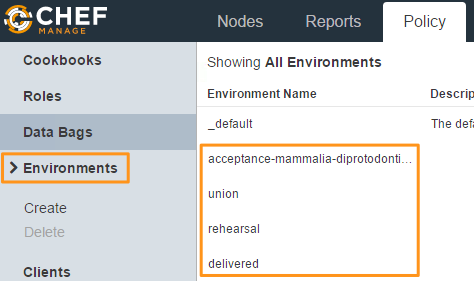 CHEF
MANAGE
Nodes Reports Policy
Cookbooks
Roles
Data Bags
Environments
Create
Delete
Clients
Showing All Environments
Environment Name Descrip
_default The defa
acceptance-mammalia-diprotodonti...
union
rehearsal
delivered